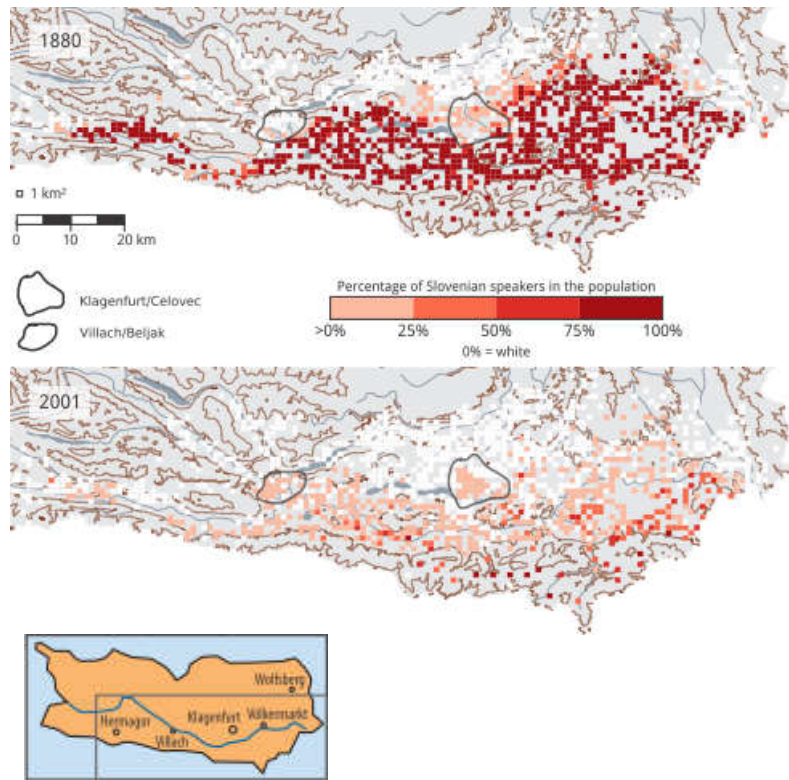 1880
1 km²
0 10 20 km
Klagenfurt/Celovec
Villach/Beljak
Percentage of Slovenian speakers in the population
>0% 25% 50% 75% 100%
0% = white
2001
Wolfsberg
Hermagor
Klagenfurt
Völkermarkt
Villach